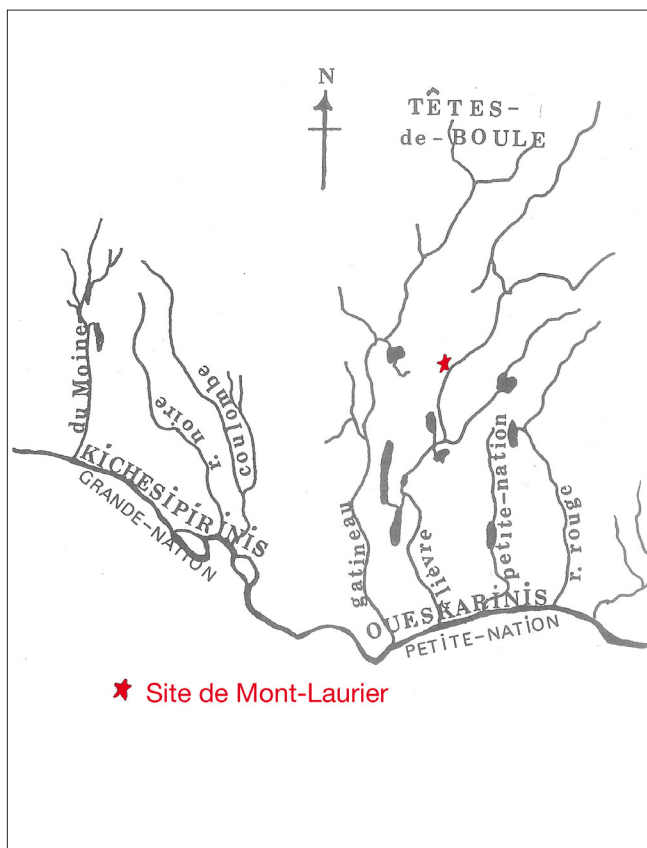 N
TÊTES-
de-BOULE
du Moine
r. noire
coulombe
KICHESIPIRINIS
GRANDE-NATION
gatineau
lièvre
petite-nation
r. rouge
OUESKARINIS
PETITE-NATION
Site de Mont-Laurier